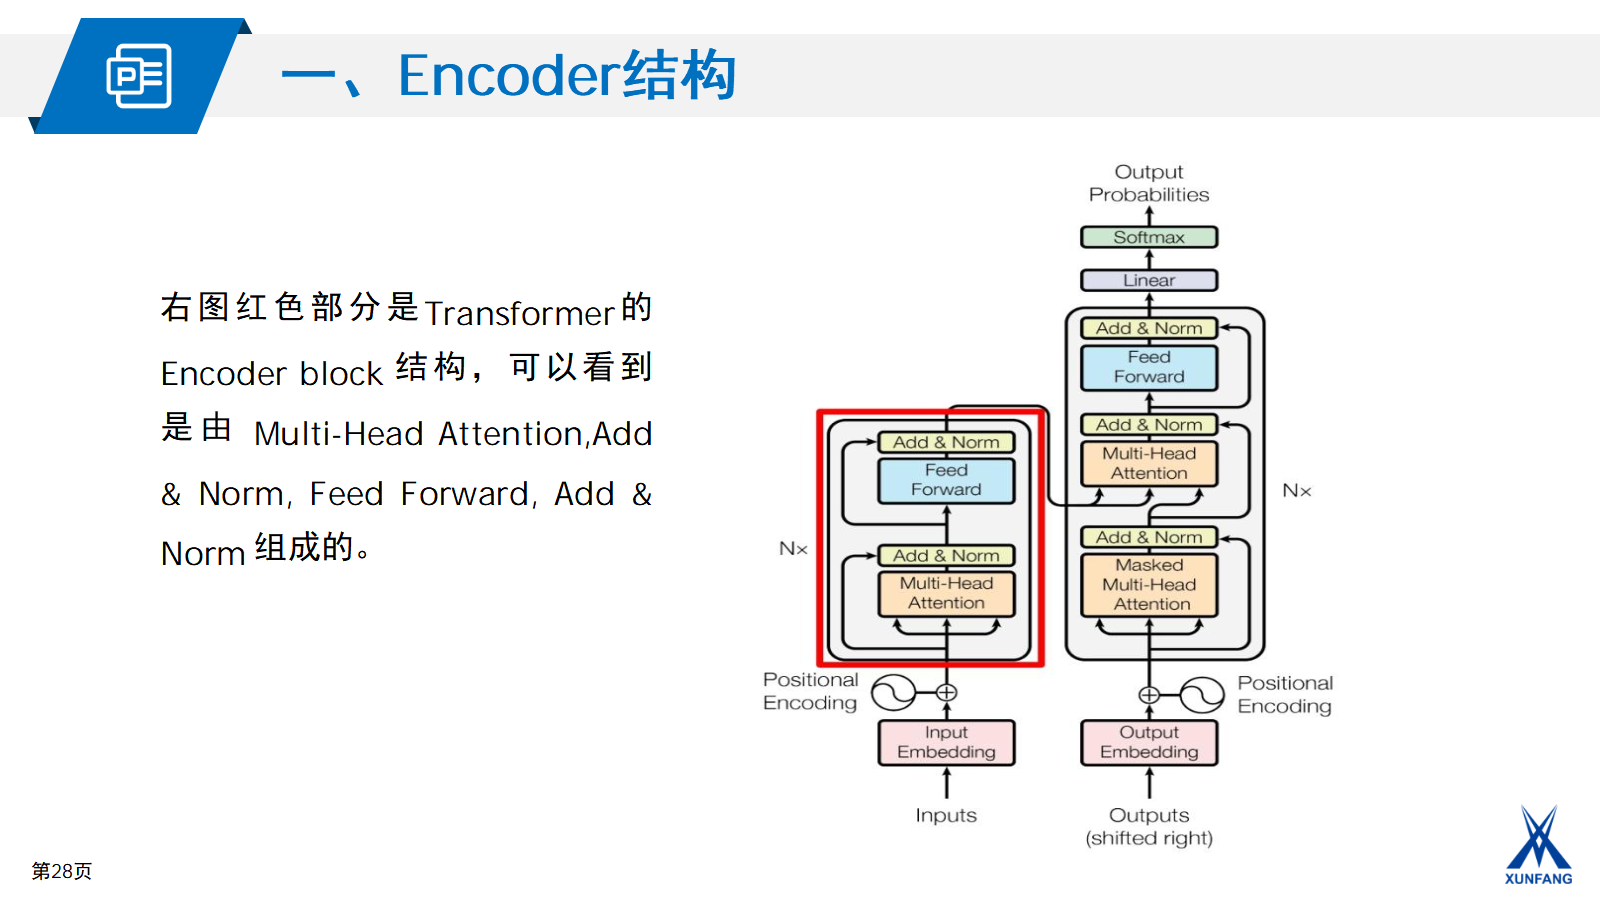 一、Encoder结构
右图红色部分是Transformer的
Encoder block 结构，可以看到
是由 Multi-Head Attention,Add
& Norm, Feed Forward, Add &
Norm 组成的。
Output
Probabilities
Softmax
Linear
Add & Norm
Feed
Forward
Add & Norm
Multi-Head
Attention
Nx
Add & Norm
Masked
Multi-Head
Attention
Add & Norm
Feed
Forward
Nx
Add & Norm
Multi-Head
Attention
Positional
Encoding
Positional
Encoding
Input
Embedding
Output
Embedding
Inputs
Outputs
(shifted right)
第28页
XUNFANG